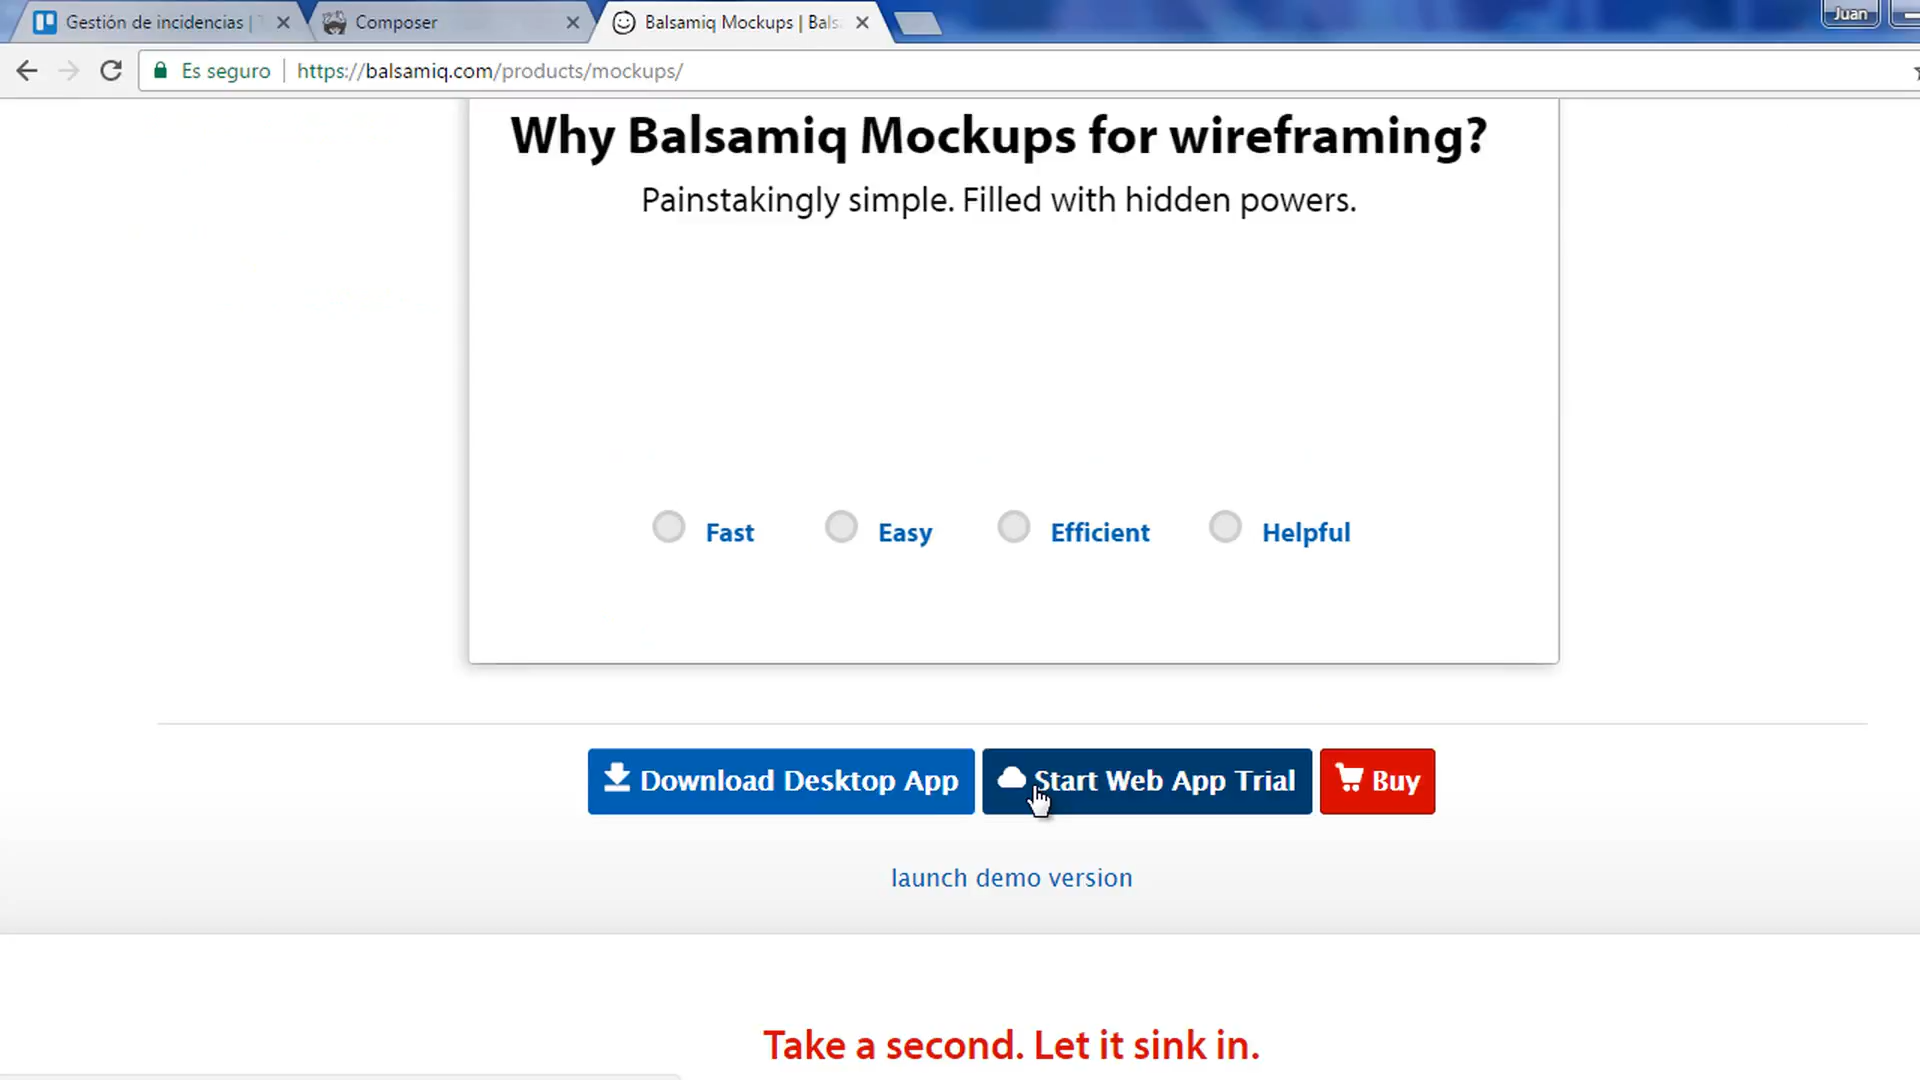 Gestión de incidencias |
Composer
Balsamiq Mockups | Bals
Juan
Es seguro
https://balsamiq.com/products/mockups/
Why Balsamiq Mockups for wireframing?
Painstakingly simple. Filled with hidden powers.
Fast
Easy
Efficient
Helpful
Download Desktop App
Start Web App Trial
Buy
launch demo version
Take a second. Let it sink in.